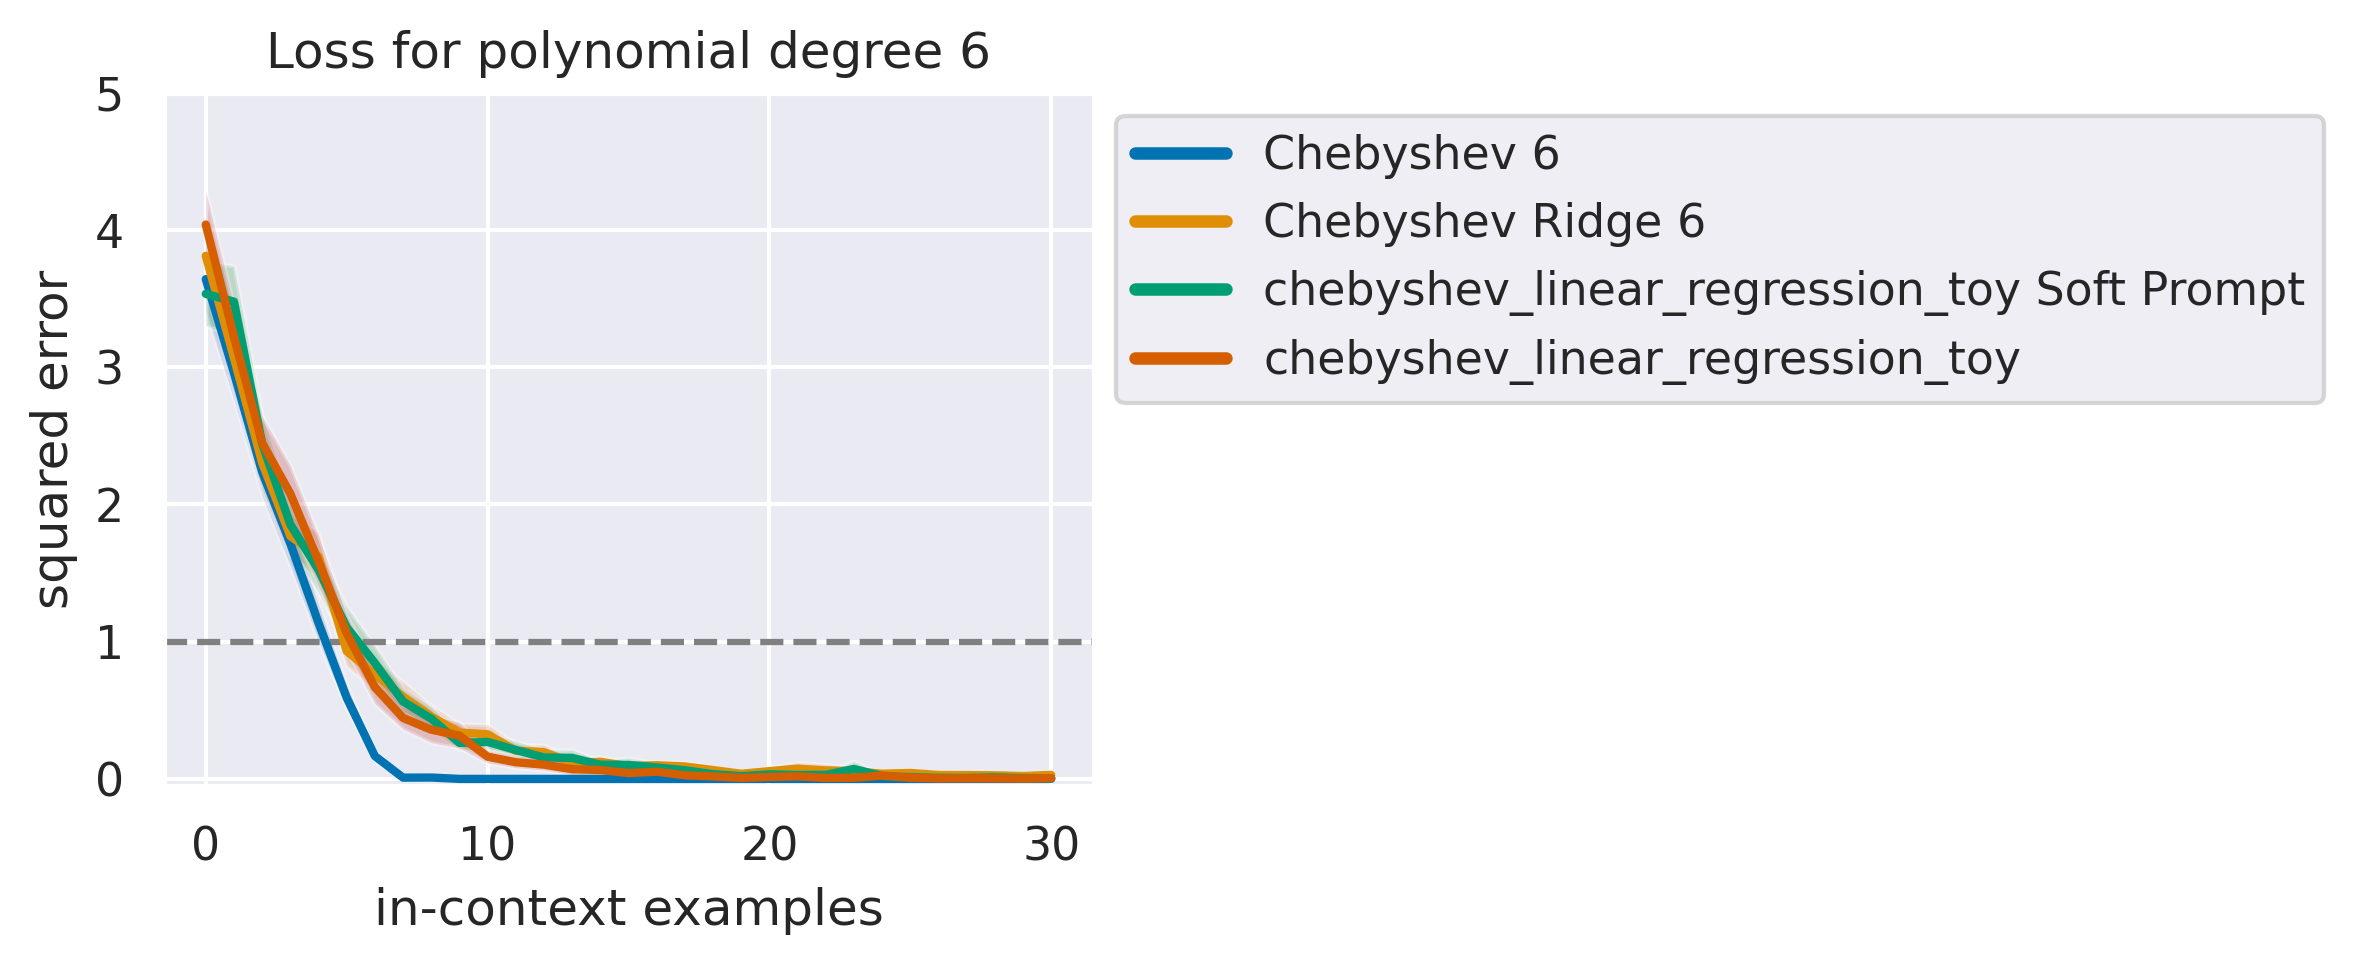 Loss for polynomial degree 6
5
4
3
2
1
0
squared error
0 10 20 30
in-context examples
Chebyshev 6
Chebyshev Ridge 6
chebyshev_linear_regression_toy Soft Prompt
chebyshev_linear_regression_toy